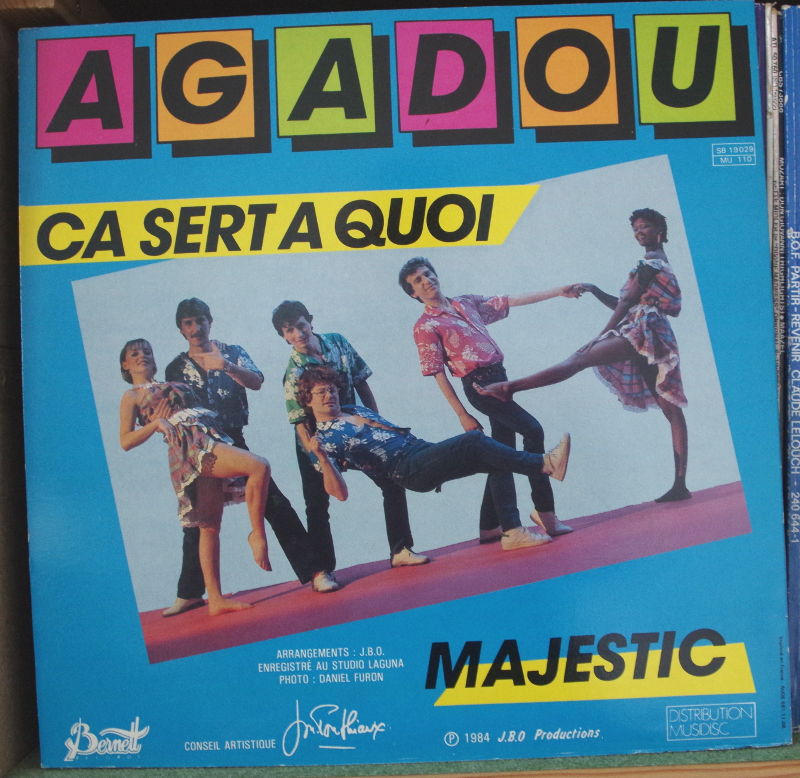 AGADOU
SB 19029
MU 110
CA SERT A QUOI
ARRANGEMENTS : J.B.O.
ENREGISTRÉ AU STUDIO LAGUNA
PHOTO : DANIEL FURON
MAJESTIC
Bernett
RECORDS
CONSEIL ARTISTIQUE
Ⓟ 1984 J.B.O Productions.
DISTRIBUTION
MUSIDISC
B.O.F. PARTIR-REVENIR CLAUDE LELOUCH - 240 644-1